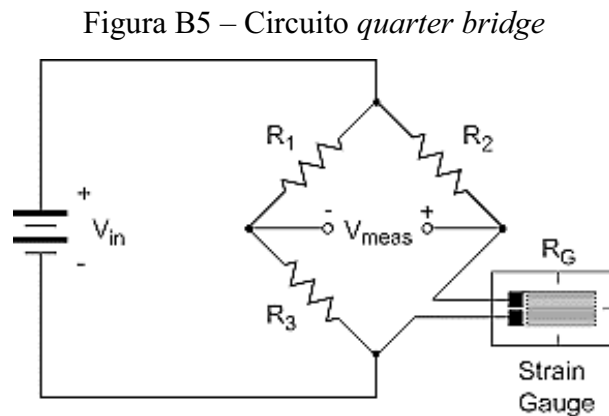 Figura B5 – Circuito quarter bridge
R1
R2
+
Vin
-
- Vmeas +
R3
RG
Strain
Gauge